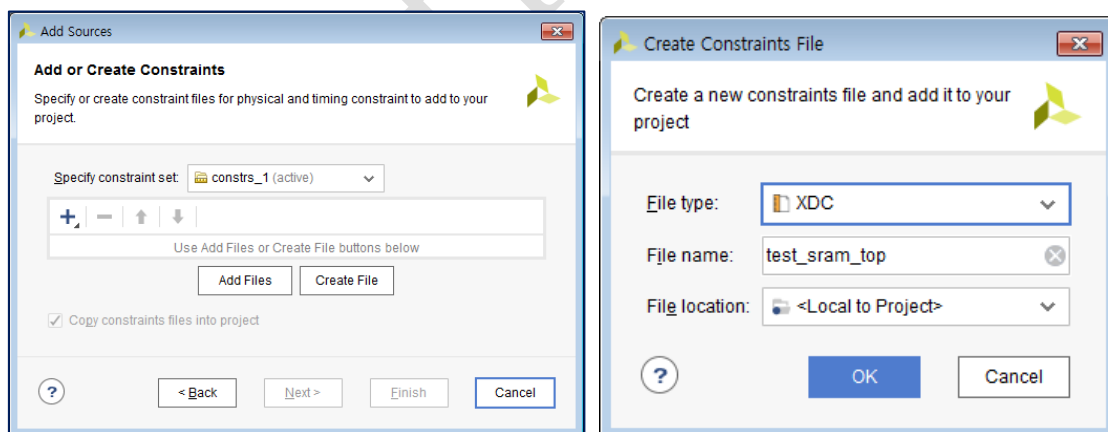 Add Sources
Add or Create Constraints
Specify or create constraint files for physical and timing constraint to add to your
project.
Specify constraint set: constrs_1 (active)
Use Add Files or Create File buttons below
Add Files Create File
Copy constraints files into project
? < Back Next > Finish Cancel
Create Constraints File
Create a new constraints file and add it to your
project
File type: XDC
File name: test_sram_top
File location: <Local to Project>
? OK Cancel